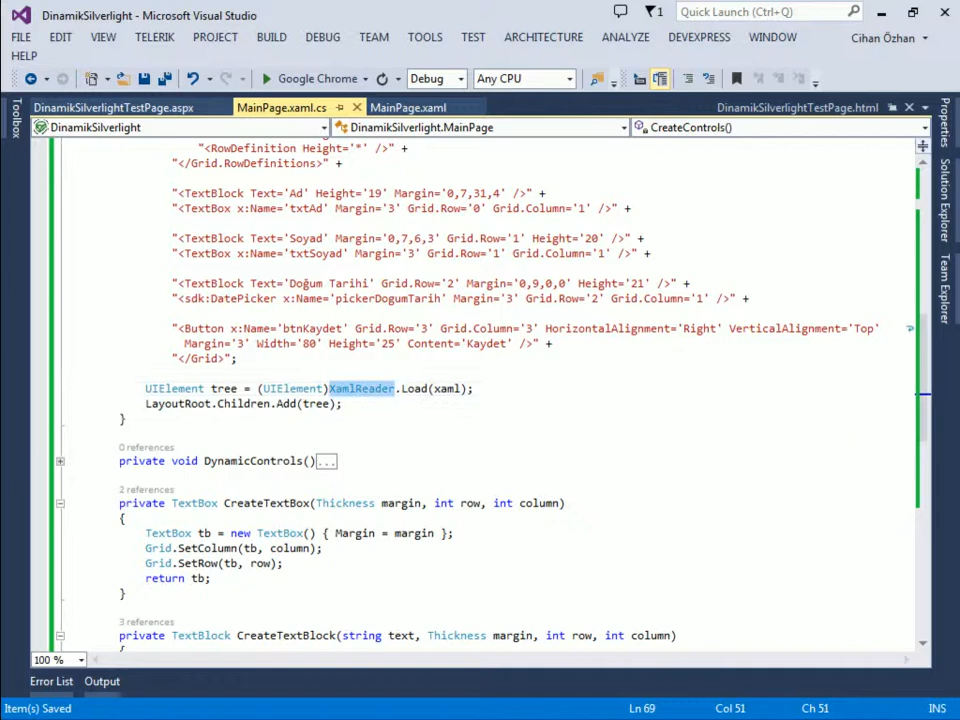 DinamikSilverlight - Microsoft Visual Studio
1
Quick Launch (Ctrl+Q)
FILE EDIT VIEW TELERIK PROJECT BUILD DEBUG TEAM TOOLS TEST ARCHITECTURE ANALYZE DEVEXPRESS WINDOW
Cihan Özhan
HELP
Google Chrome Debug Any CPU
DinamikSilverlightTestPage.aspx MainPage.xaml.cs MainPage.xaml DinamikSilverlightTestPage.html
DinamikSilverlight DinamikSilverlight.MainPage CreateControls()
Toolbox
Properties
Solution Explorer
Team Explorer
"<RowDefinition Height='*' />" +
"</Grid.RowDefinitions>" +
"<TextBlock Text='Ad' Height='19' Margin='0,7,31,4' />" +
"<TextBox x:Name='txtAd' Margin='3' Grid.Row='0' Grid.Column='1' />" +
"<TextBlock Text='Soyad' Margin='0,7,6,3' Grid.Row='1' Height='20' />" +
"<TextBox x:Name='txtSoyad' Margin='3' Grid.Row='1' Grid.Column='1' />" +
"<TextBlock Text='Doğum Tarihi' Grid.Row='2' Margin='0,9,0,0' Height='21' />" +
"<sdk:DatePicker x:Name='pickerDogumTarih' Margin='3' Grid.Row='2' Grid.Column='1' />" +
"<Button x:Name='btnKaydet' Grid.Row='3' Grid.Column='3' HorizontalAlignment='Right' VerticalAlignment='Top'
Margin='3' Width='80' Height='25' Content='Kaydet' />" +
"</Grid>";
UIElement tree = (UIElement)XamlReader.Load(xaml);
LayoutRoot.Children.Add(tree);
}
0 references
private void DynamicControls()...
2 references
private TextBox CreateTextBox(Thickness margin, int row, int column)
{
TextBox tb = new TextBox() { Margin = margin };
Grid.SetColumn(tb, column);
Grid.SetRow(tb, row);
return tb;
}
3 references
private TextBlock CreateTextBlock(string text, Thickness margin, int row, int column)
{
100 %
Error List Output
Item(s) Saved Ln 69 Col 51 Ch 51 INS